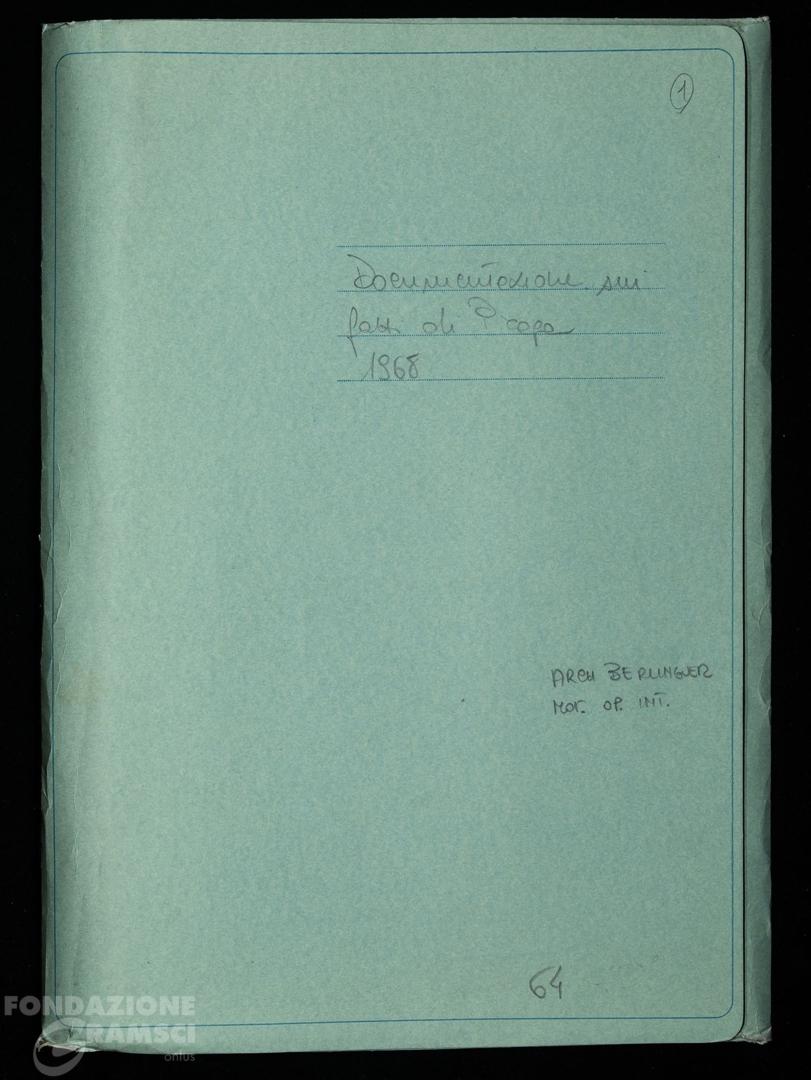 1
Documentazione sui
fatti di Praga
1968
ARCH BERLINGUER
MOV. OP. INT.
64
FONDAZIONE
GRAMSCI
onlus